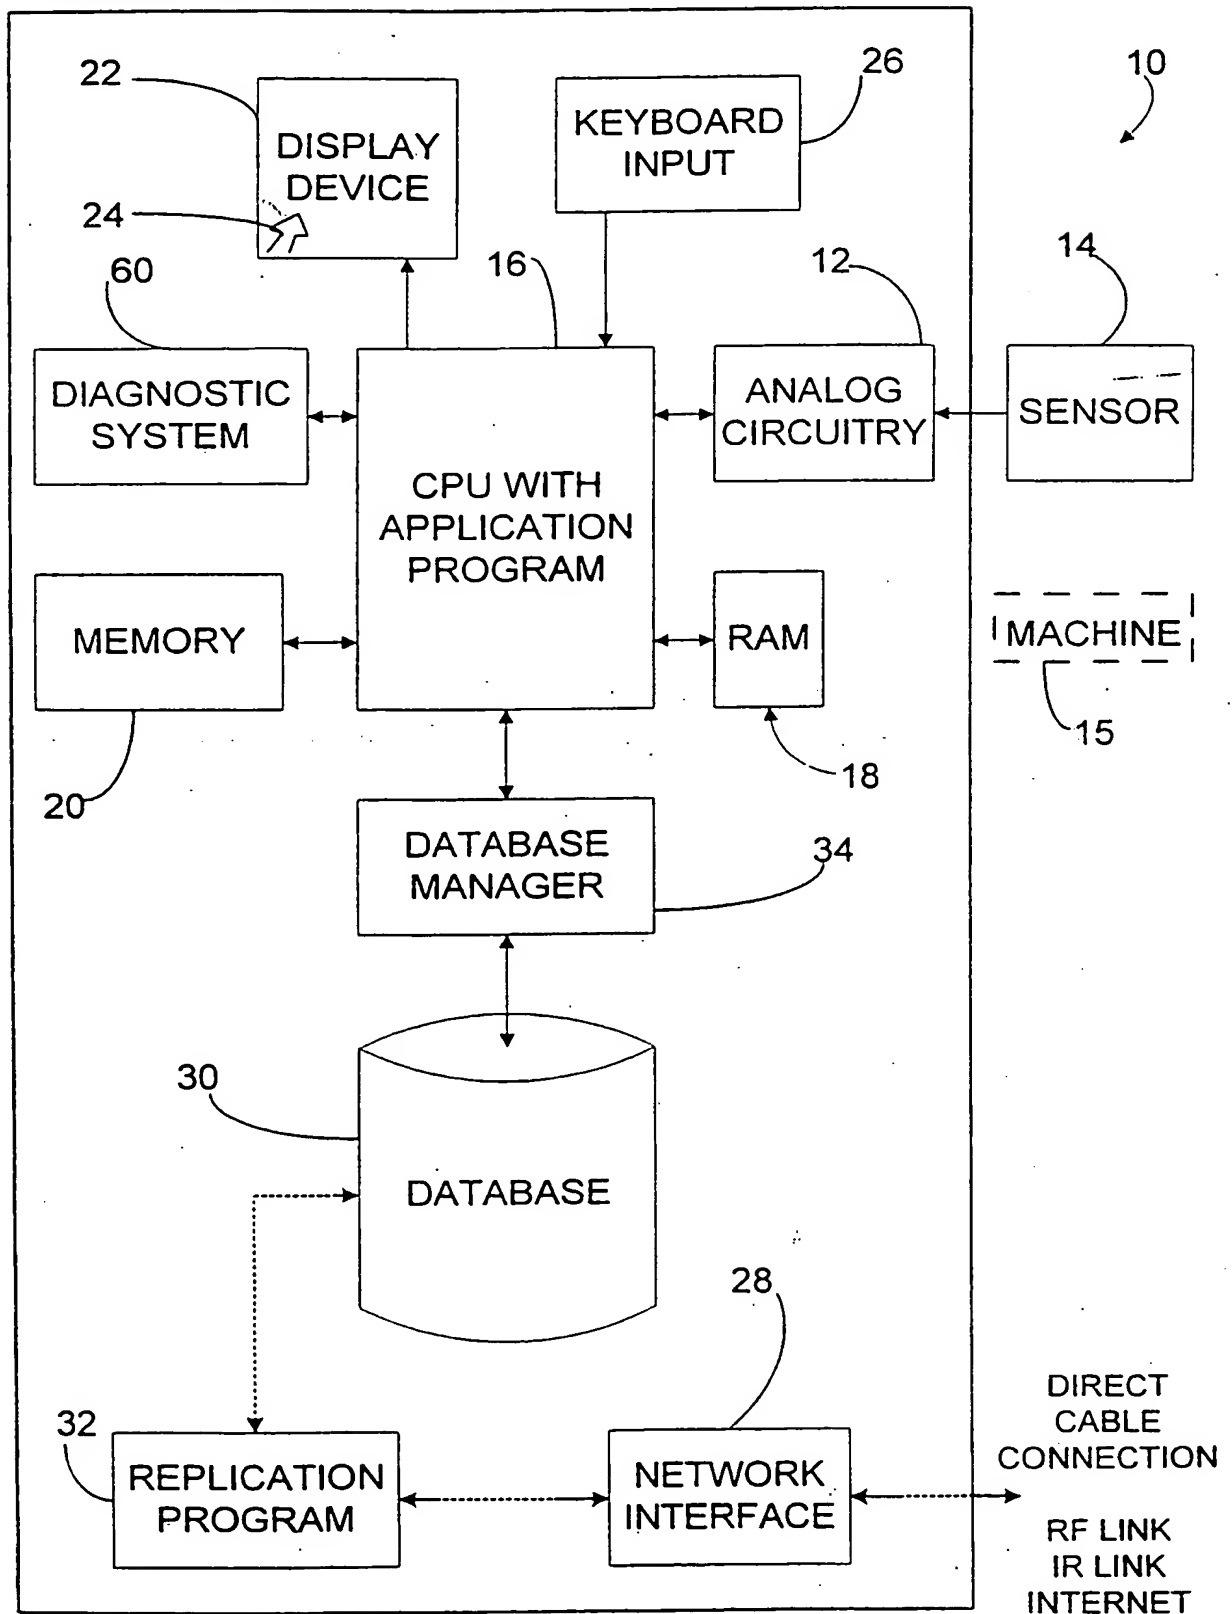 22
26
10
DISPLAY
DEVICE
KEYBOARD
INPUT
24
60
16
12
14
DIAGNOSTIC
SYSTEM
ANALOG
CIRCUITRY
SENSOR
CPU WITH
APPLICATION
PROGRAM
MEMORY
RAM
MACHINE
20
18
15
DATABASE
MANAGER
34
30
DATABASE
28
32
REPLICATION
PROGRAM
NETWORK
INTERFACE
DIRECT
CABLE
CONNECTION
RF LINK
IR LINK
INTERNET